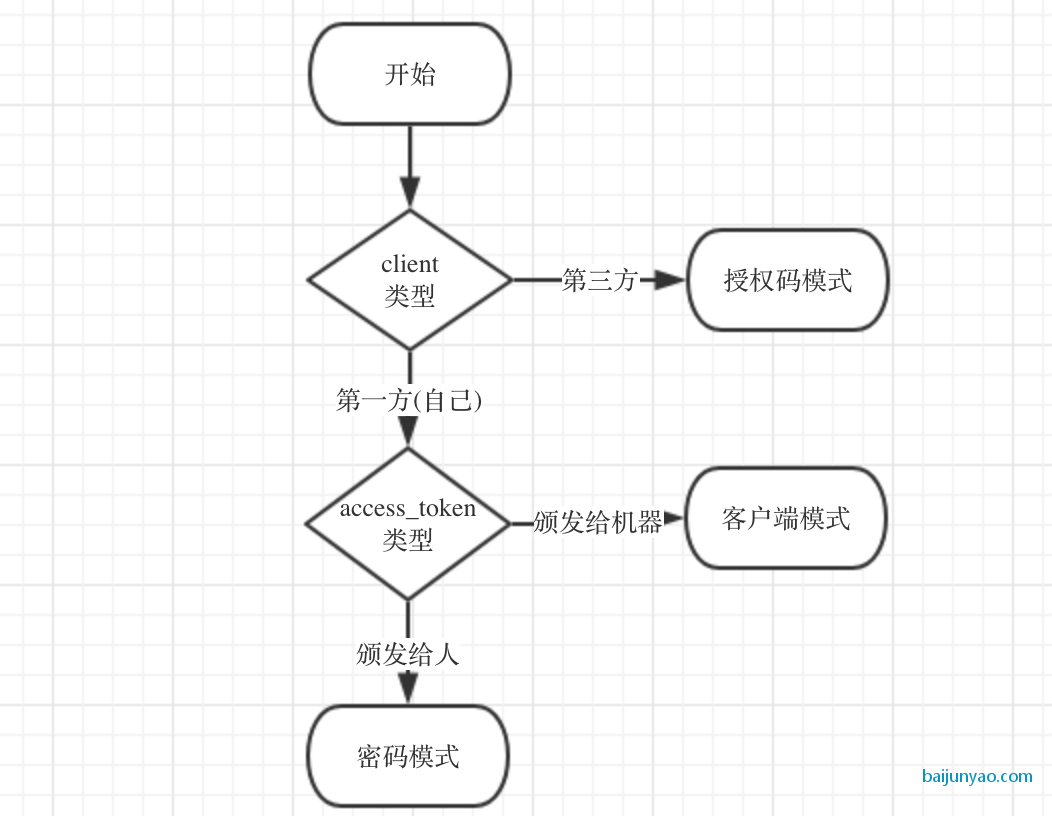 开始
client
类型
第三方
授权码模式
第一方(自己)
access_token
类型
颁发给机器
客户端模式
颁发给人
密码模式
baijunyao.com